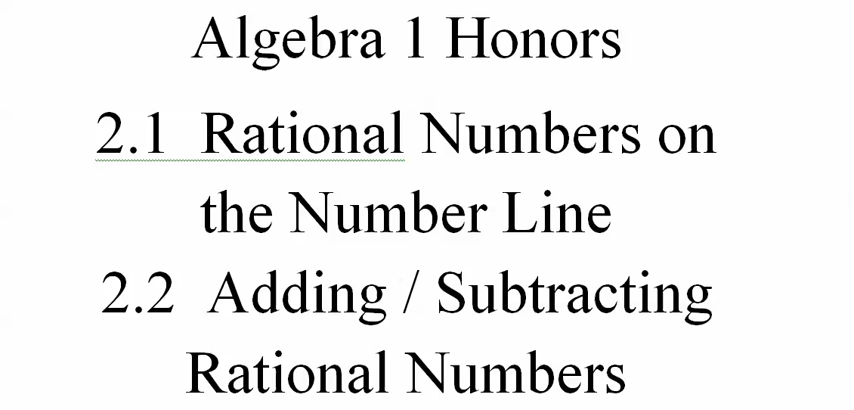 Algebra 1 Honors
2.1 Rational Numbers on
the Number Line
2.2 Adding / Subtracting
Rational Numbers